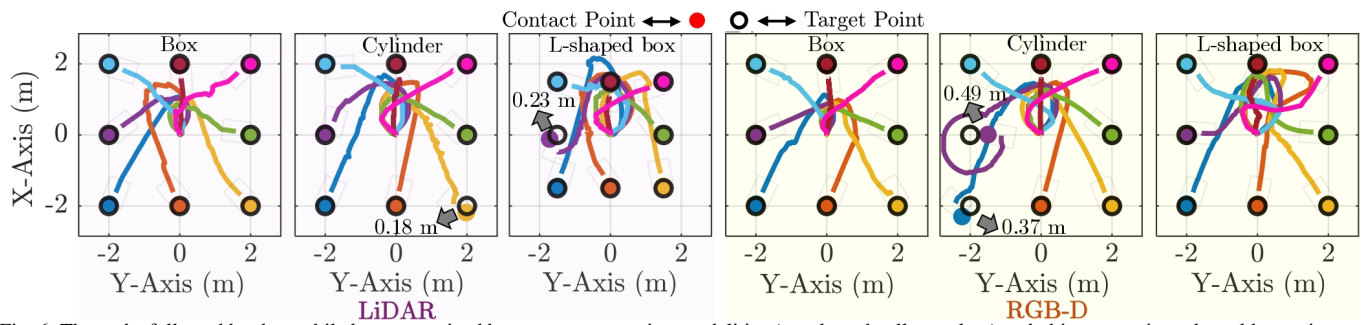 Contact Point Target Point
Box Cylinder L-shaped box Box Cylinder L-shaped box
X-Axis (m)
2
0
-2
0.23 m
0.18 m
0.49 m
0.37 m
-2 0 2 -2 0 2 -2 0 2 -2 0 2 -2 0 2 -2 0 2
Y-Axis (m) Y-Axis (m) Y-Axis (m) Y-Axis (m) Y-Axis (m) Y-Axis (m)
LiDAR RGB-D